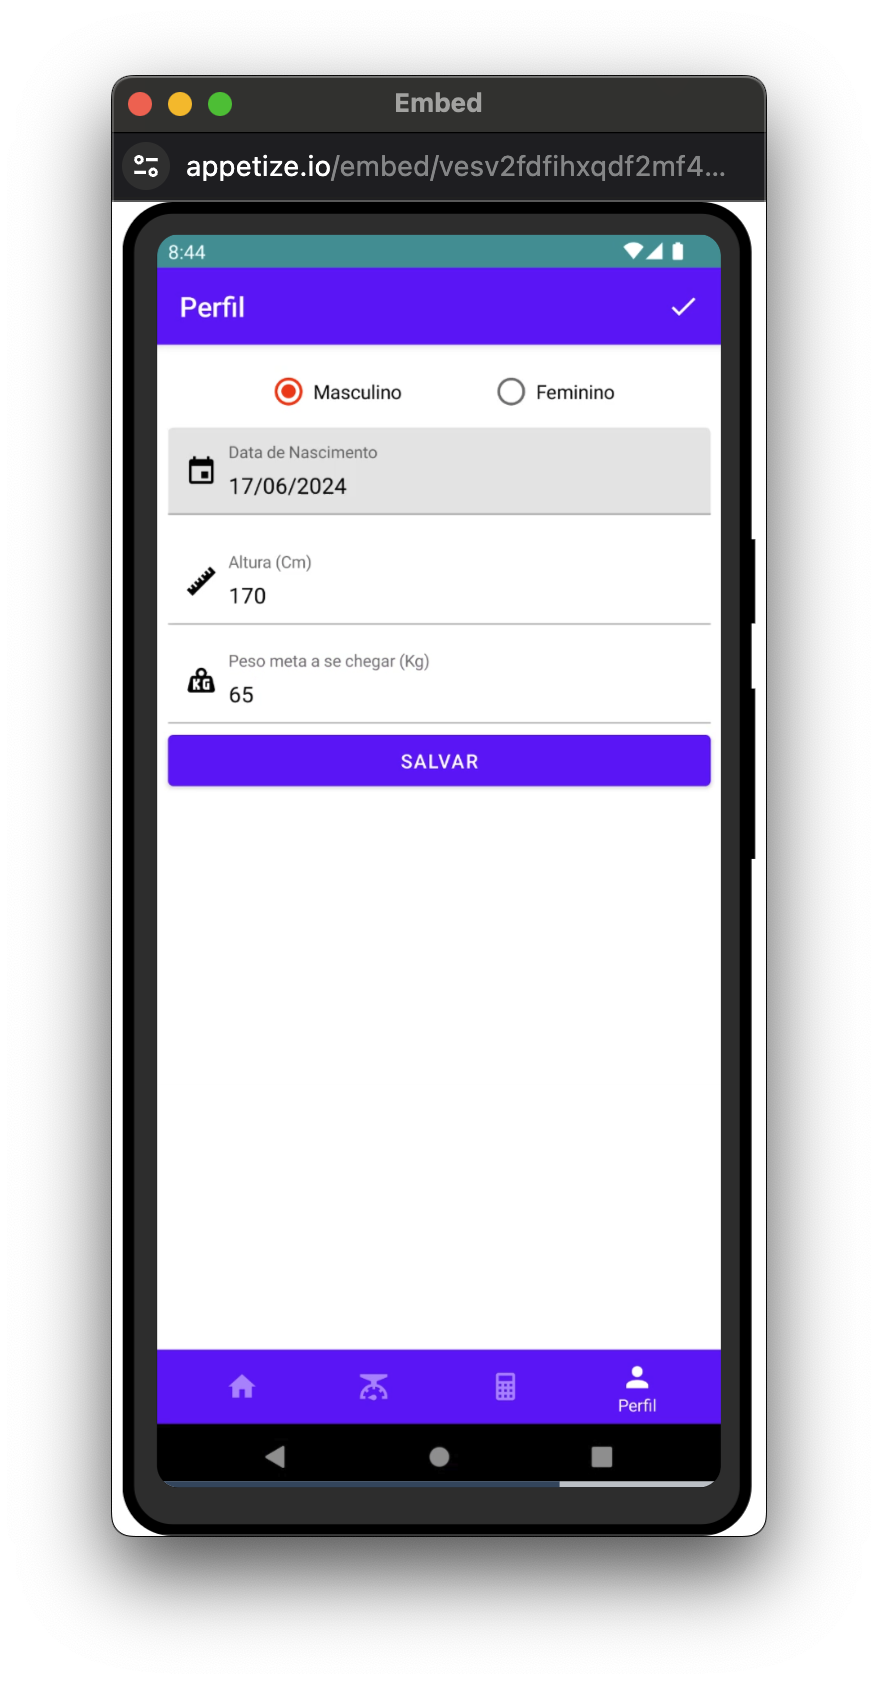 Embed
appetize.io/embed/vesv2fdfihxqdf2mf4...
8:44
Perfil
Masculino
Feminino
Data de Nascimento
17/06/2024
Altura (Cm)
170
Peso meta a se chegar (Kg)
KG
65
SALVAR
Perfil